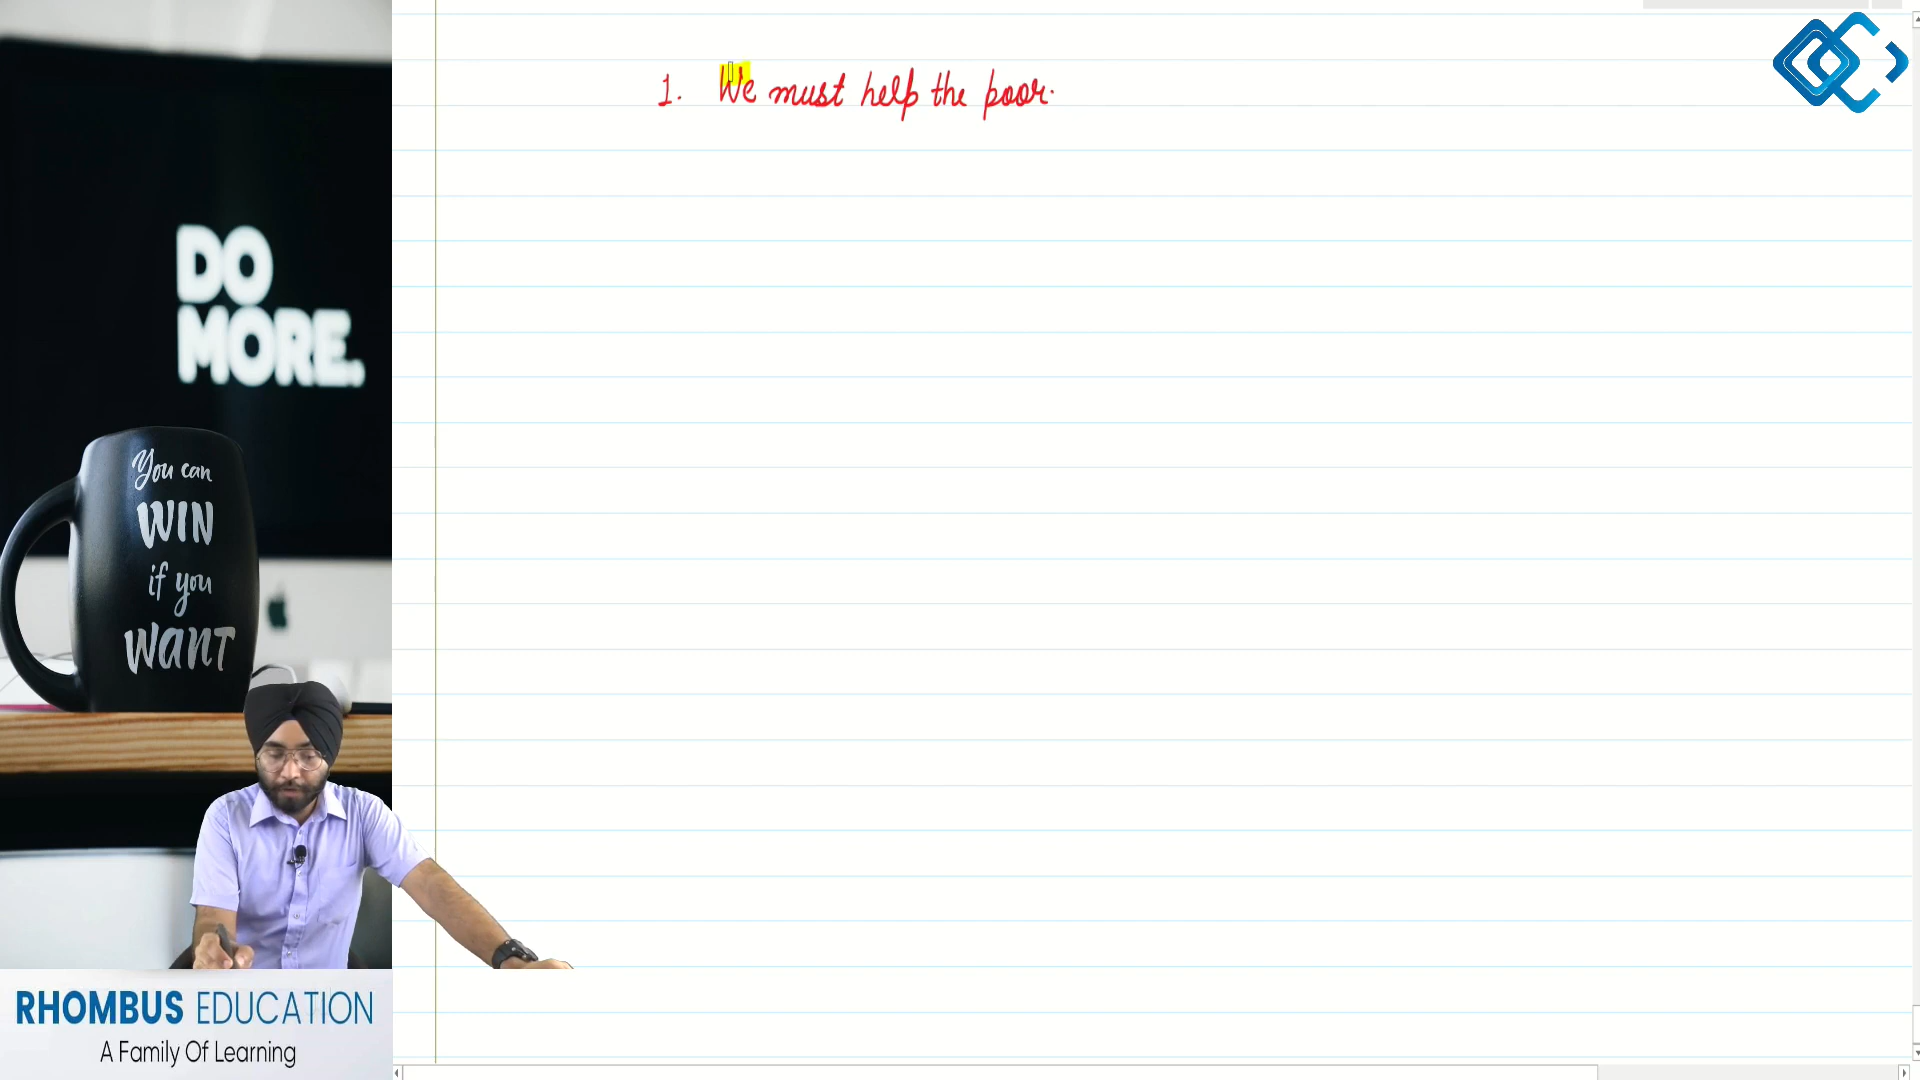 1. We must help the poor.
DO
MORE.
You can
WIN
if you
WANT
RHOMBUS EDUCATION
A Family Of Learning